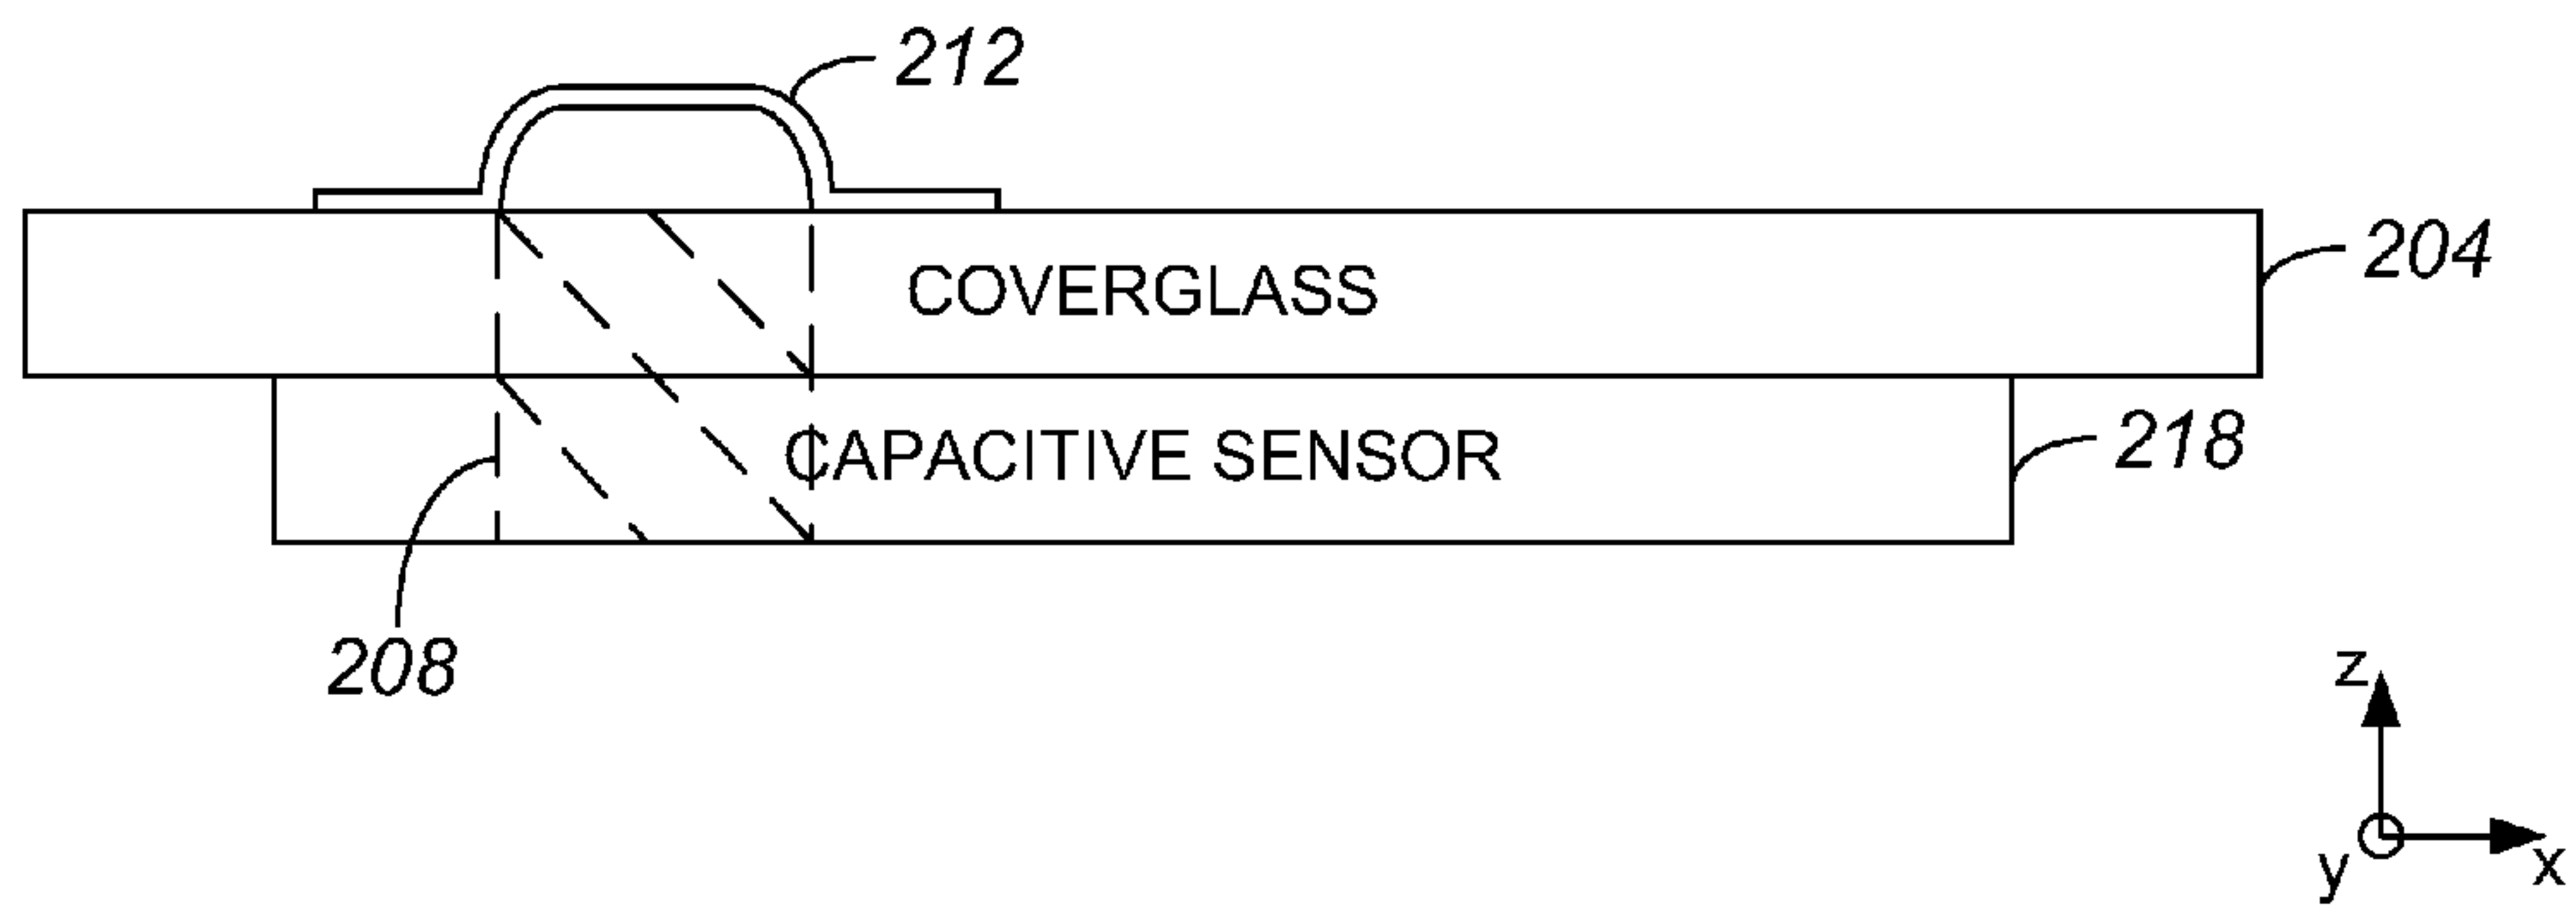 212
204
COVERGLASS
CAPACITIVE SENSOR
218
208
z
y
x